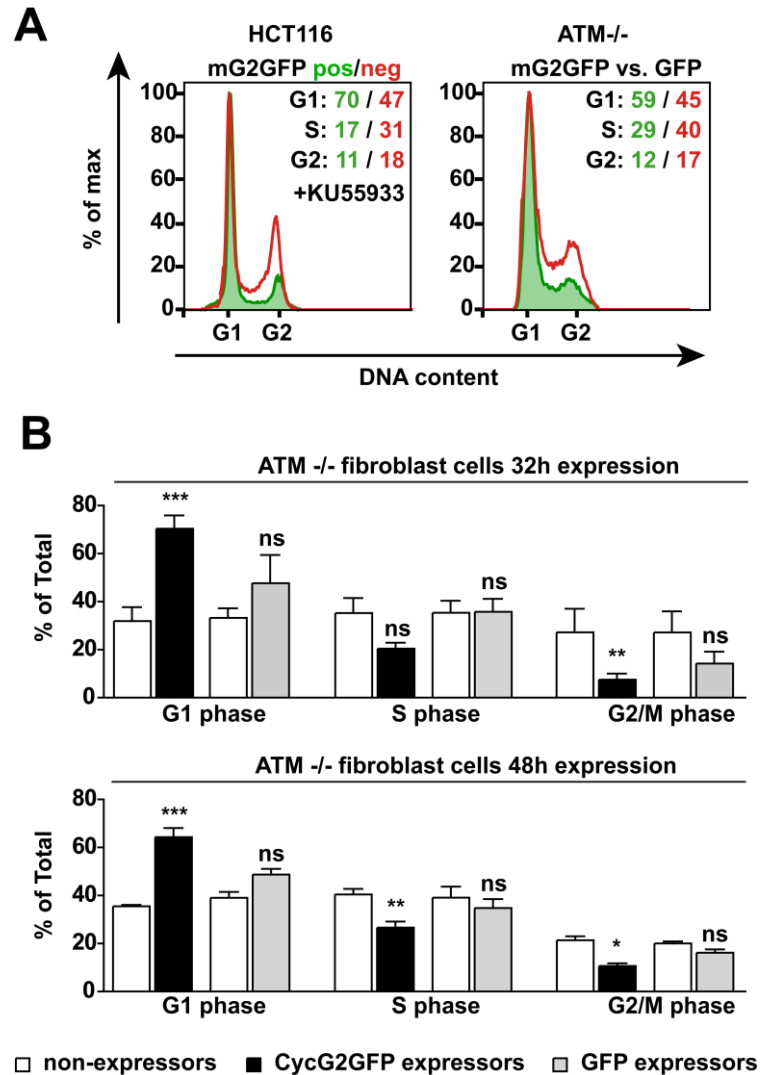 A
HCT116
ATM-/-
mG2GFP pos/neg
mG2GFP vs. GFP
G1: 70 / 47
S: 17 / 31
G2: 11 / 18
+KU55933
G1: 59 / 45
S: 29 / 40
G2: 12 / 17
% of max
100
80
60
40
20
0
G1 G2
100
80
60
40
20
0
G1 G2
DNA content
B
ATM -/- fibroblast cells 32h expression
% of Total
80
60
40
20
0
*** ns ns ns ** ns
G1 phase S phase G2/M phase
ATM -/- fibroblast cells 48h expression
% of Total
80
60
40
20
0
*** ns ** ns * ns
G1 phase S phase G2/M phase
non-expressors CycG2GFP expressors GFP expressors